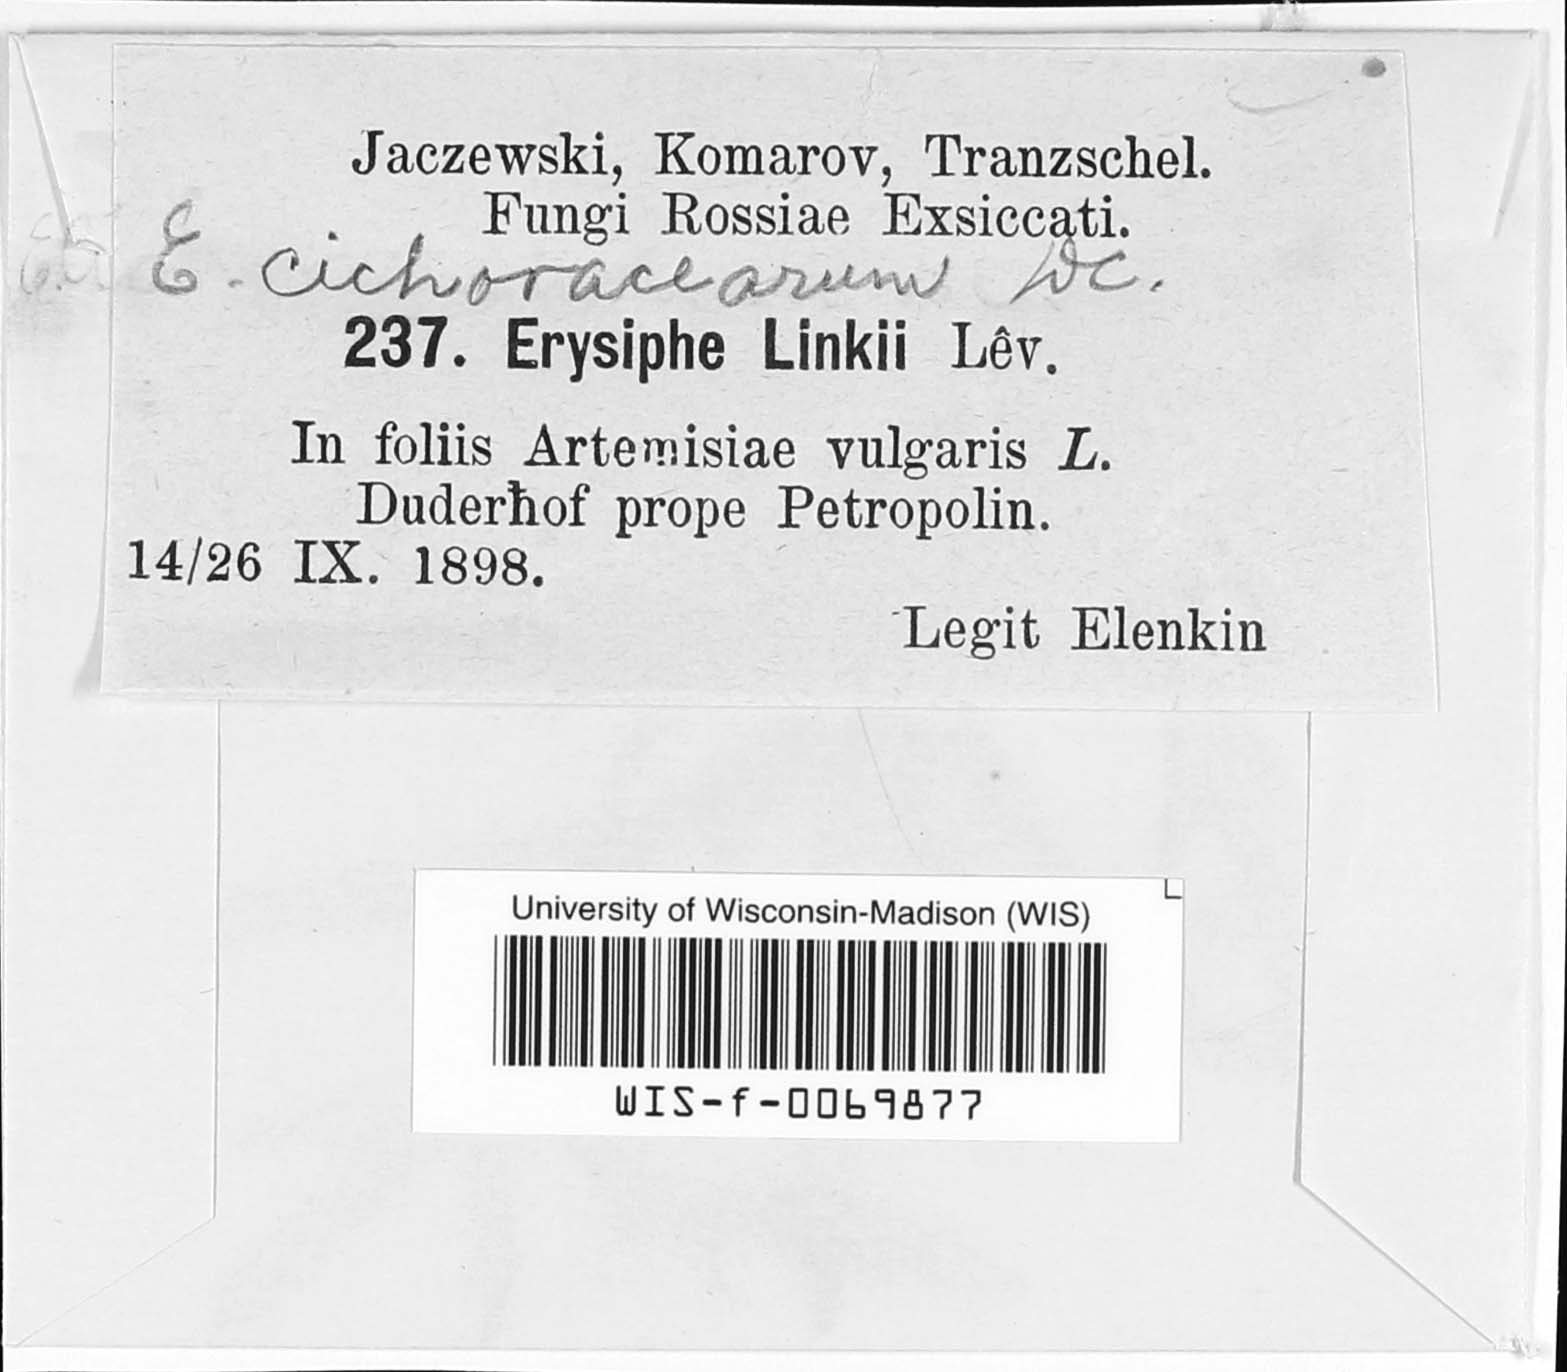 Jaczewski, Komarov, Tranzschel.
Fungi Rossiae Exsiccati.
E. cichoracearum DC.
237. Erysiphe Linkii Lêv.
In foliis Artemisiae vulgaris L.
Duderhof prope Petropolin.
14/26 IX. 1898.
Legit Elenkin
University of Wisconsin-Madison (WIS)
WIS-f-0069877